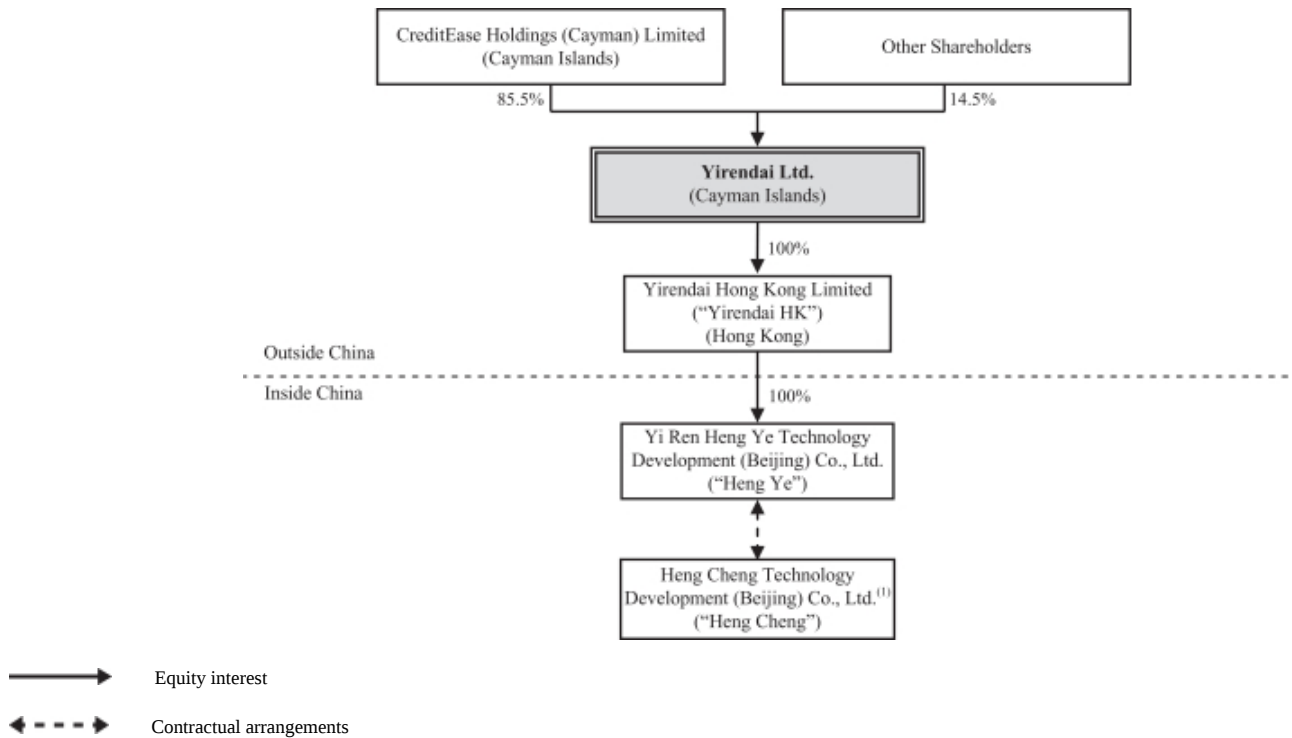 CreditEase Holdings (Cayman) Limited
(Cayman Islands)
Other Shareholders
85.5%
14.5%
Yirendai Ltd.
(Cayman Islands)
100%
Yirendai Hong Kong Limited
(“Yirendai HK”)
(Hong Kong)
Outside China
Inside China
100%
Yi Ren Heng Ye Technology
Development (Beijing) Co., Ltd.
(“Heng Ye”)
Heng Cheng Technology
Development (Beijing) Co., Ltd.(1)
(“Heng Cheng”)
Equity interest
Contractual arrangements